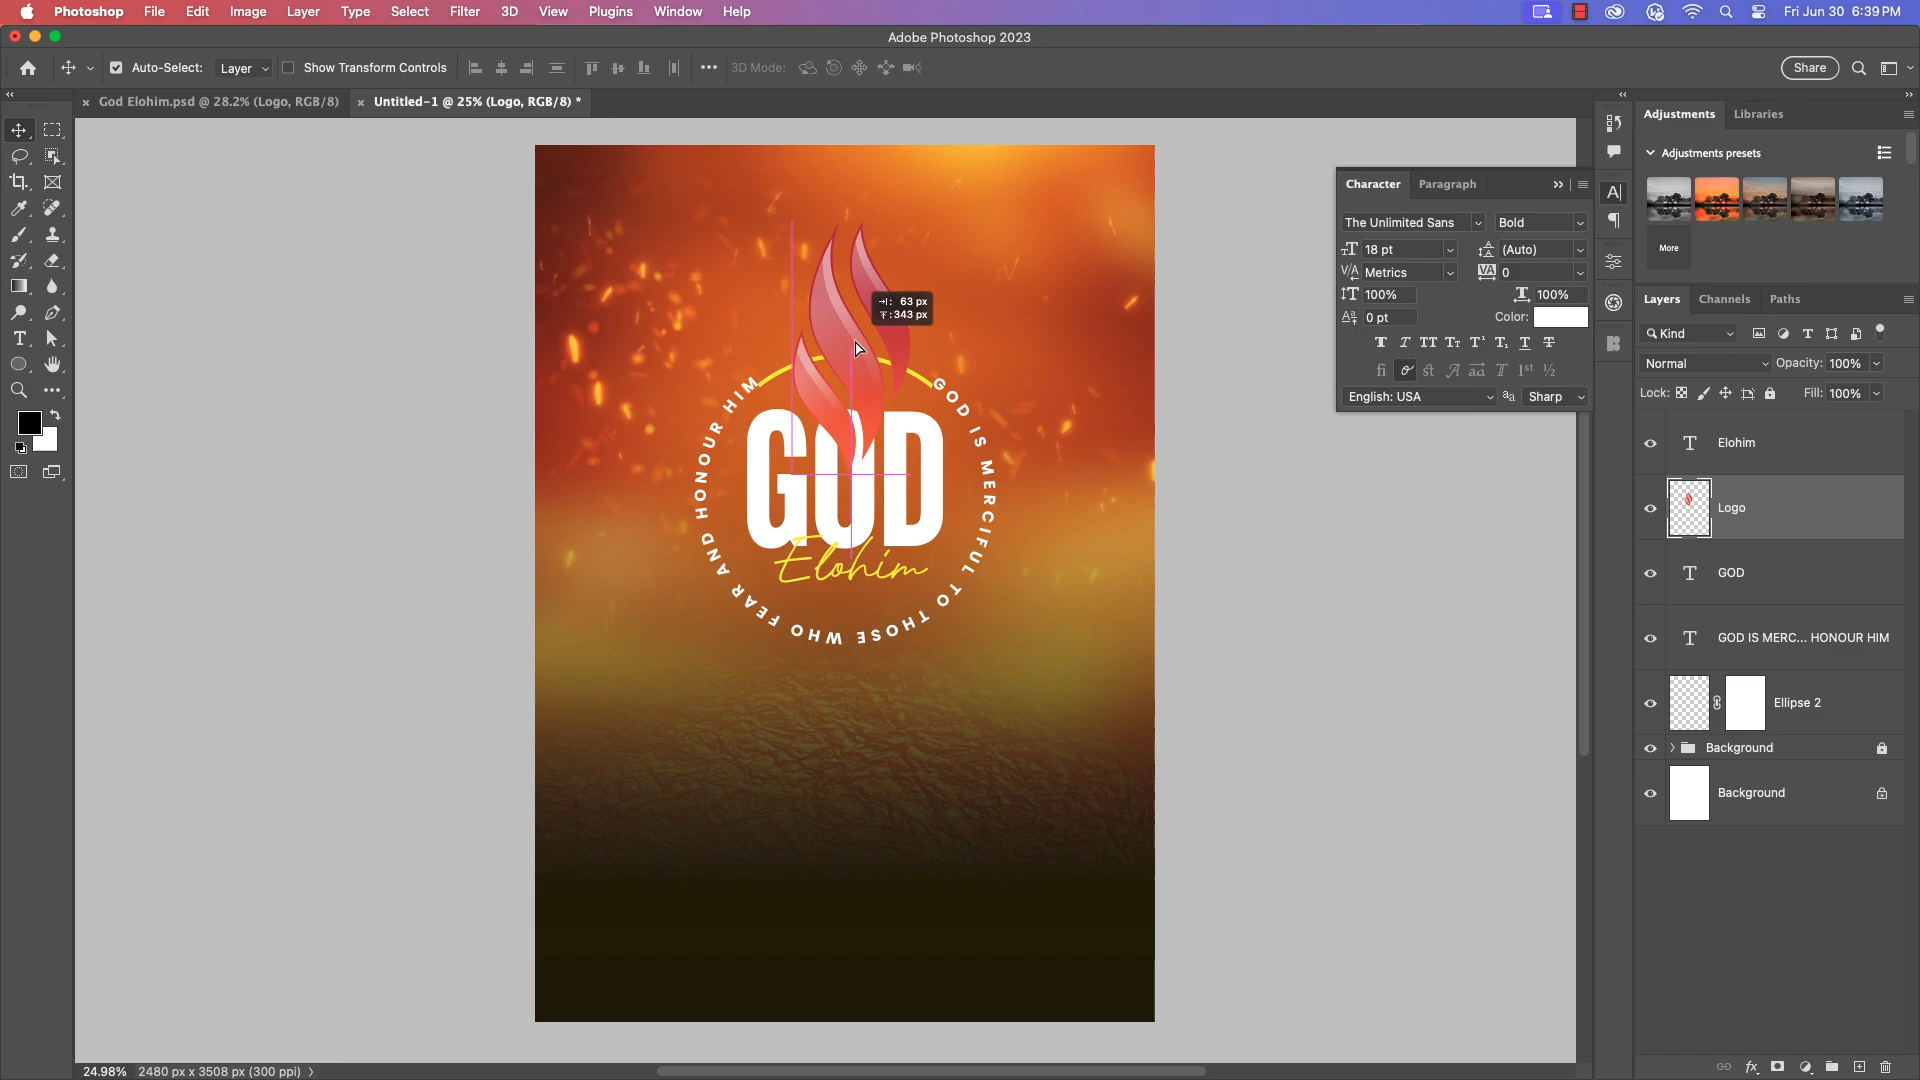 Photoshop File Edit Image Layer Type Select Filter 3D View Plugins Window Help Fri Jun 30 6:39 PM
Adobe Photoshop 2023
Auto-Select: Layer Show Transform Controls 3D Mode: Share
God Elohim.psd @ 28.2% (Logo, RGB/8) Untitled-1 @ 25% (Logo, RGB/8) *
Adjustments Libraries
Adjustments presets
More
Character Paragraph
The Unlimited Sans Bold
18 pt (Auto)
Metrics 0
100% 100%
0 pt Color:
English: USA Sharp
63 px
343 px
GOD IS MERCIFUL TO THOSE WHO FEAR AND HONOUR HIM
GOD
Elohim
Layers Channels Paths
Kind
Normal Opacity: 100%
Lock: Fill: 100%
Elohim
Logo
GOD
GOD IS MERC... HONOUR HIM
Ellipse 2
Background
Background
24.98% 2480 px x 3508 px (300 ppi)